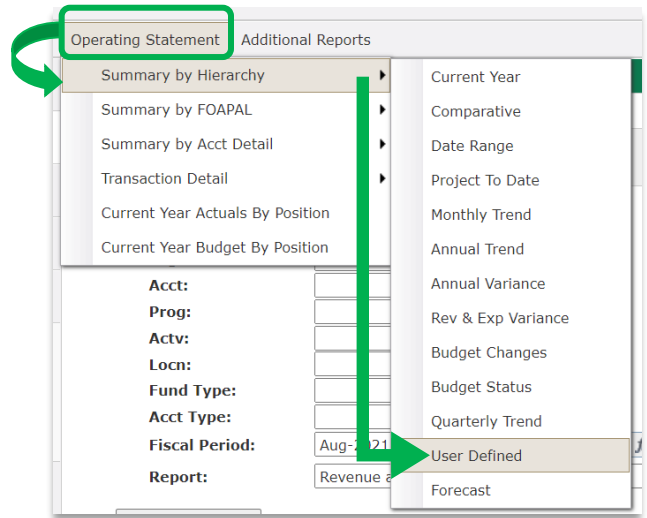 Operating Statement
Additional Reports
Summary by Hierarchy
Summary by FOAPAL
Summary by Acct Detail
Transaction Detail
Current Year Actuals By Position
Current Year Budget By Position
Current Year
Comparative
Date Range
Project To Date
Monthly Trend
Annual Trend
Annual Variance
Rev & Exp Variance
Budget Changes
Budget Status
Quarterly Trend
User Defined
Forecast
Acct:
Prog:
Actv:
Locn:
Fund Type:
Acct Type:
Fiscal Period: Aug-2021
Report: Revenue